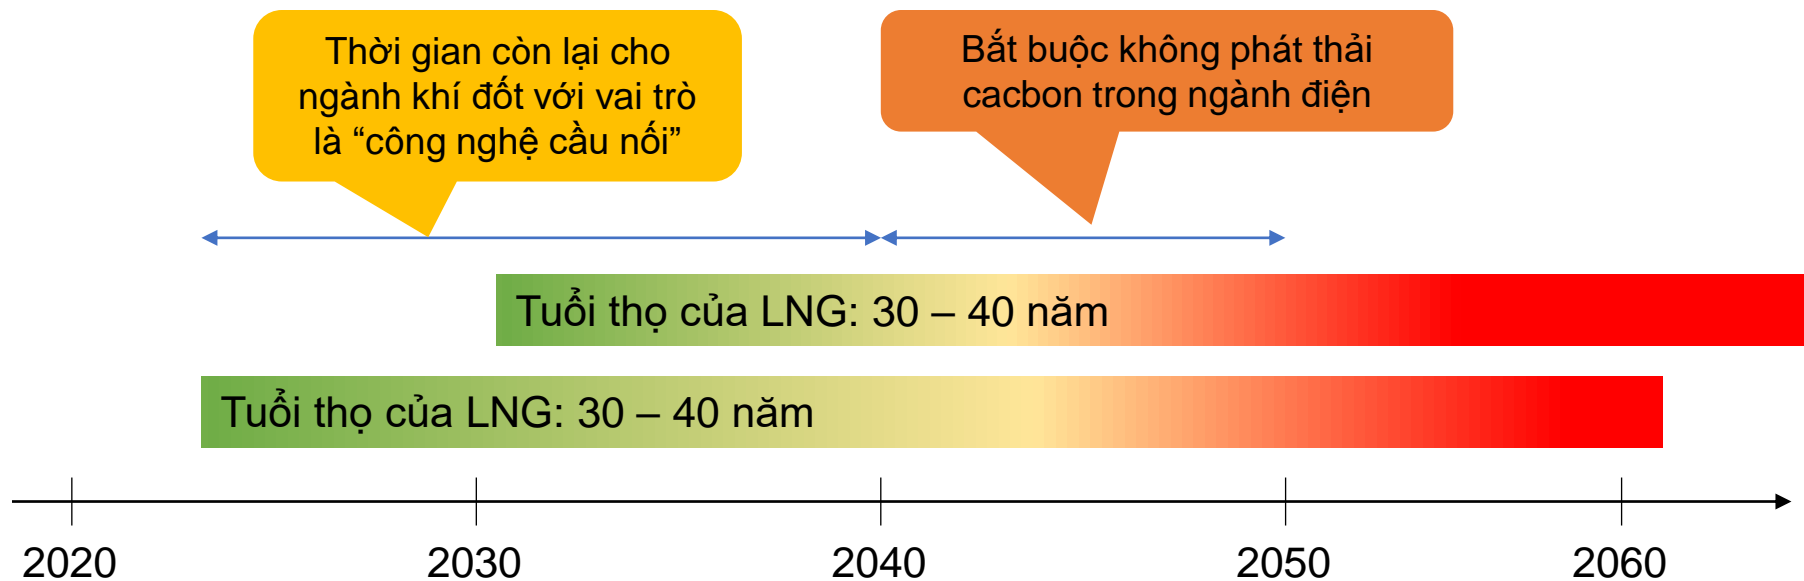 Thời gian còn lại cho
ngành khí đốt với vai trò
là “công nghệ cầu nối”
Bắt buộc không phát thải
cacbon trong ngành điện
Tuổi thọ của LNG: 30 – 40 năm
Tuổi thọ của LNG: 30 – 40 năm
2020 2030 2040 2050 2060